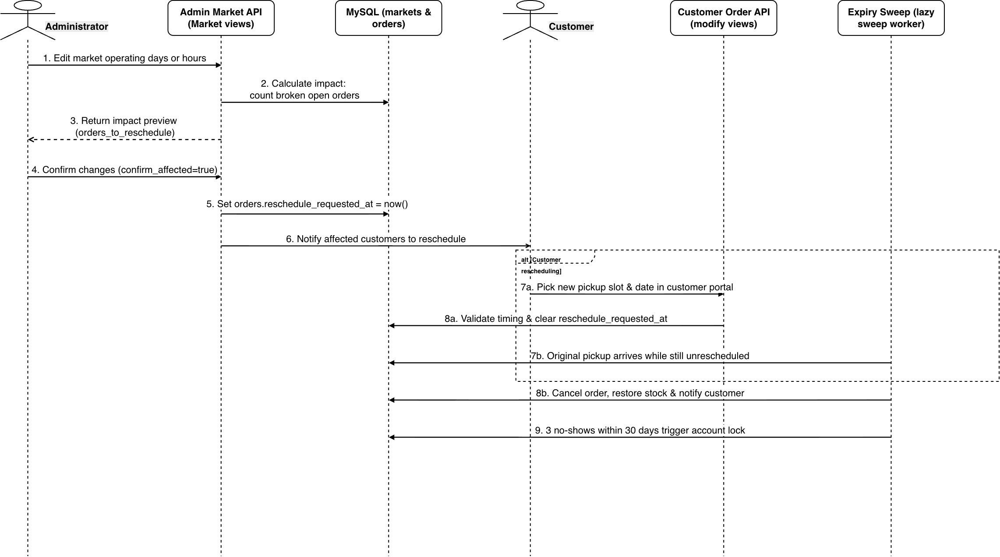 Administrator
Admin Market API
(Market views)
MySQL (markets &
orders)
Customer
Customer Order API
(modify views)
Expiry Sweep (lazy
sweep worker)
1. Edit market operating days or hours
2. Calculate impact:
count broken open orders
3. Return impact preview
(orders_to_reschedule)
4. Confirm changes (confirm_affected=true)
5. Set orders.reschedule_requested_at = now()
6. Notify affected customers to reschedule
alt [Customer
rescheduling]
7a. Pick new pickup slot & date in customer portal
8a. Validate timing & clear reschedule_requested_at
7b. Original pickup arrives while still unrescheduled
8b. Cancel order, restore stock & notify customer
9. 3 no-shows within 30 days trigger account lock